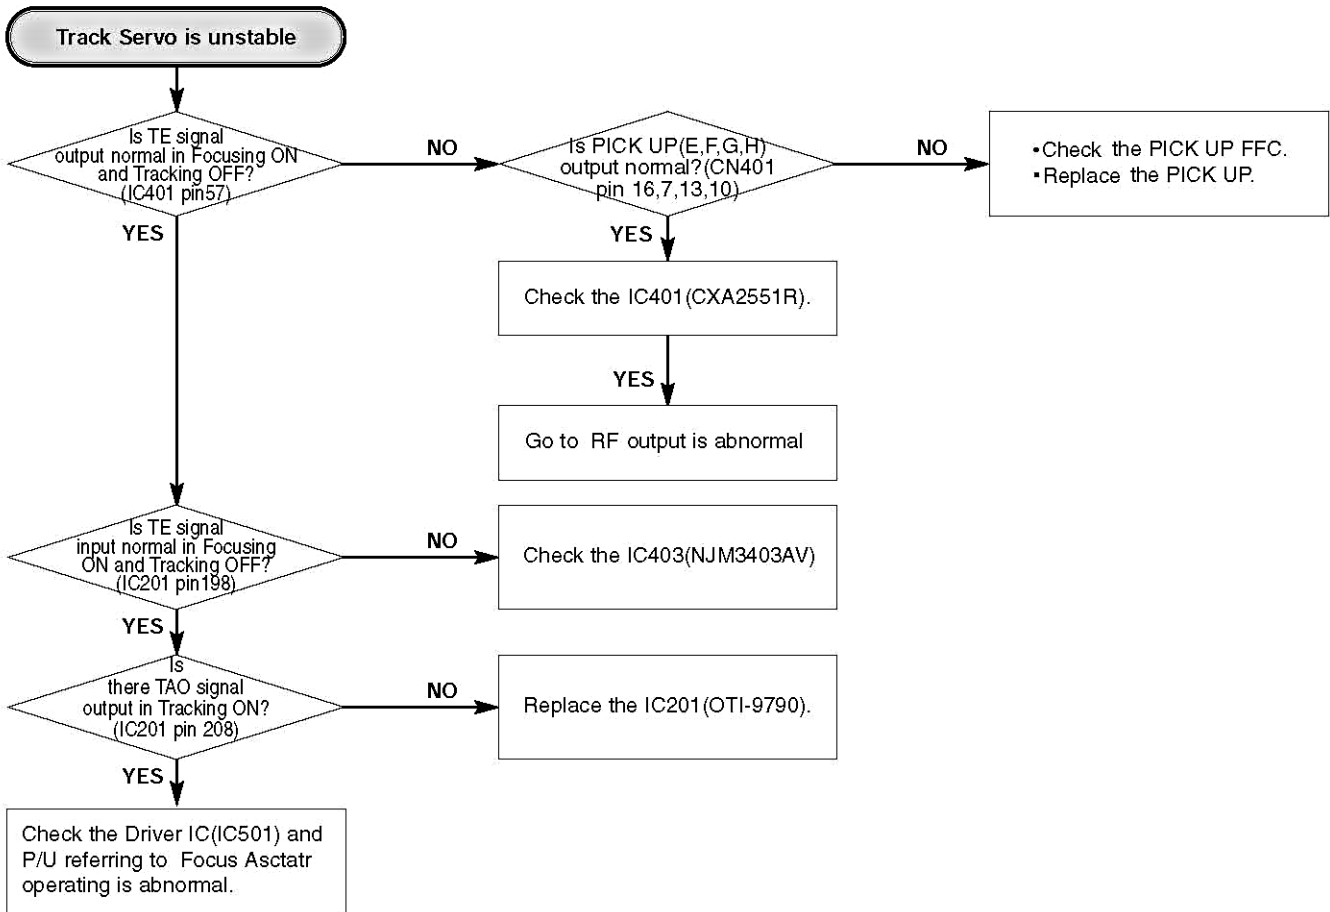 Track Servo is unstable
Is TE signal
output normal in Focusing ON
and Tracking OFF?
(IC401 pin57)
NO
Is PICK UP(E,F,G,H)
output normal?(CN401
pin 16,7,13,10)
NO
•Check the PICK UP FFC.
▪Replace the PICK UP.
YES
YES
Check the IC401(CXA2551R).
YES
Go to RF output is abnormal
Is TE signal
input normal in Focusing
ON and Tracking OFF?
(IC201 pin198)
NO
Check the IC403(NJM3403AV)
YES
Is
there TAO signal
output in Tracking ON?
(IC201 pin 208)
NO
Replace the IC201(OTI-9790).
YES
Check the Driver IC(IC501) and
P/U referring to Focus Asctatr
operating is abnormal.